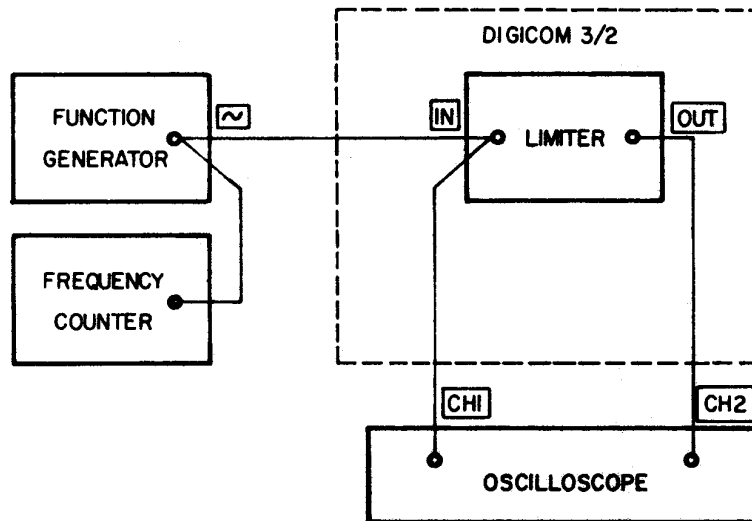 DIGICOM 3/2
FUNCTION
GENERATOR
~
IN
LIMITER
OUT
FREQUENCY
COUNTER
CH1
CH2
OSCILLOSCOPE